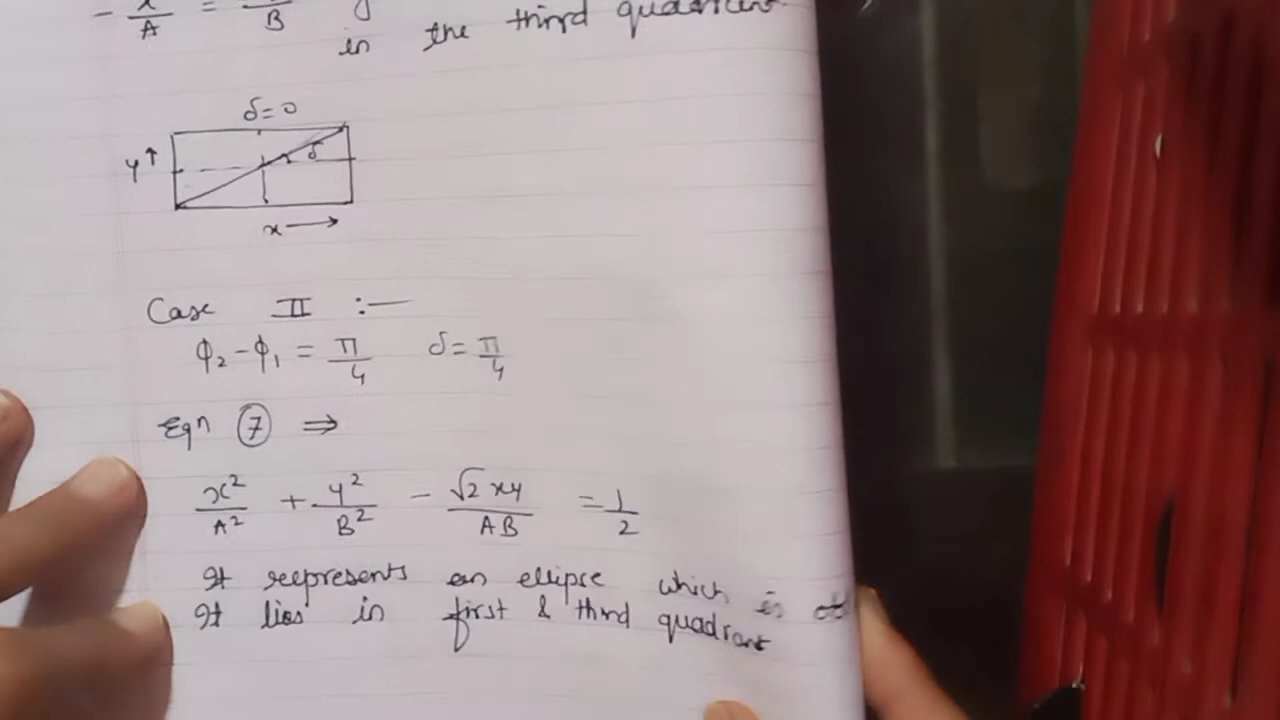 - x/A = B y
in the third quadrant
δ=0
y↑ δ
x→
Case II :—
ϕ₂-ϕ₁ = π/4 δ=π/4
Eqn ⑦ ⇒
x²/A² + y²/B² - √2 xy/AB = 1/2
It reepresents an ellipse which is
It lies in first & third quadrant